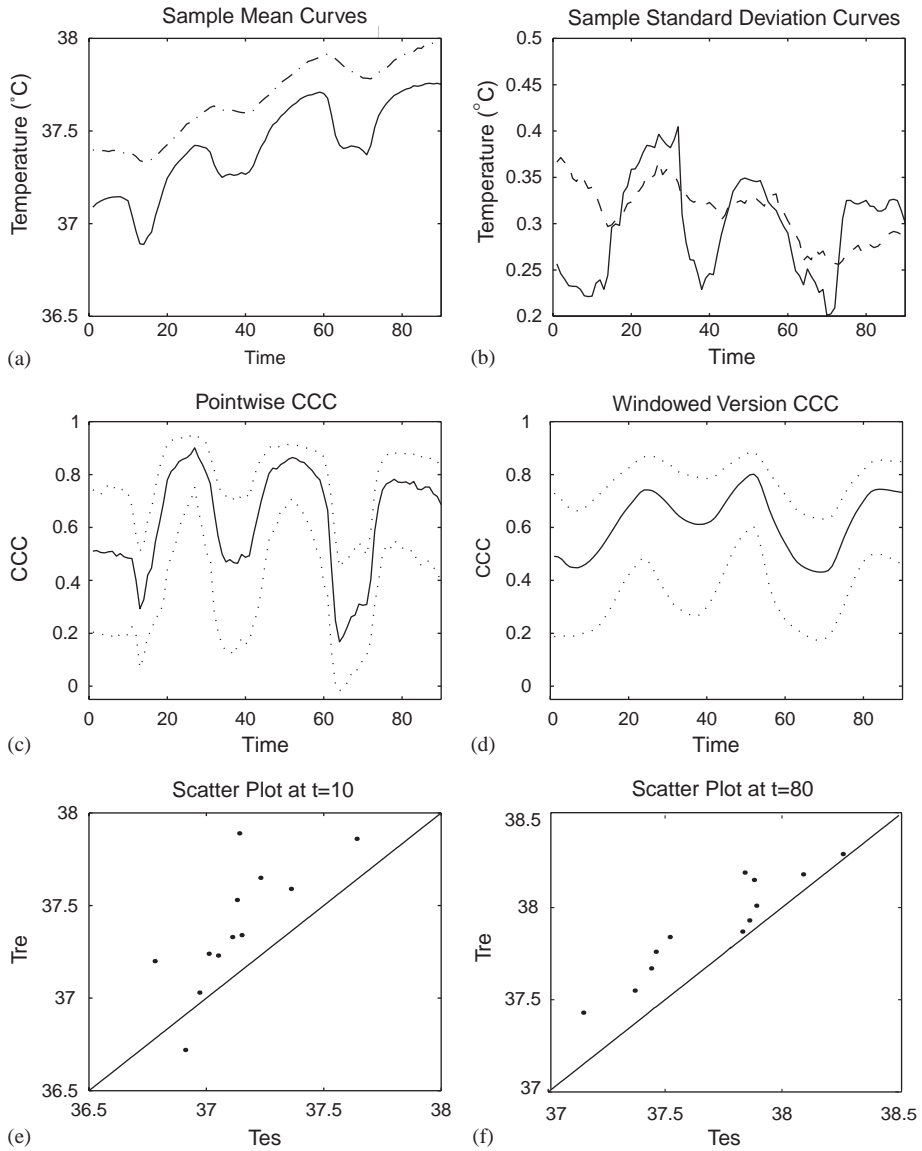 Sample Mean Curves
38
37.5
37
36.5
Temperature (˚C)
0 20 40 60 80
Time
(a)
Sample Standard Deviation Curves
0.5
0.45
0.4
0.35
0.3
0.25
0.2
Temperature (°C)
0 20 40 60 80
Time
(b)
Pointwise CCC
1
0.8
0.6
0.4
0.2
0
CCC
0 20 40 60 80
Time
(c)
Windowed Version CCC
1
0.8
0.6
0.4
0.2
0
CCC
0 20 40 60 80
Time
(d)
Scatter Plot at t=10
38
37.5
37
36.5
Tre
36.5 37 37.5 38
Tes
(e)
Scatter Plot at t=80
38.5
38
37.5
37
Tre
37 37.5 38 38.5
Tes
(f)